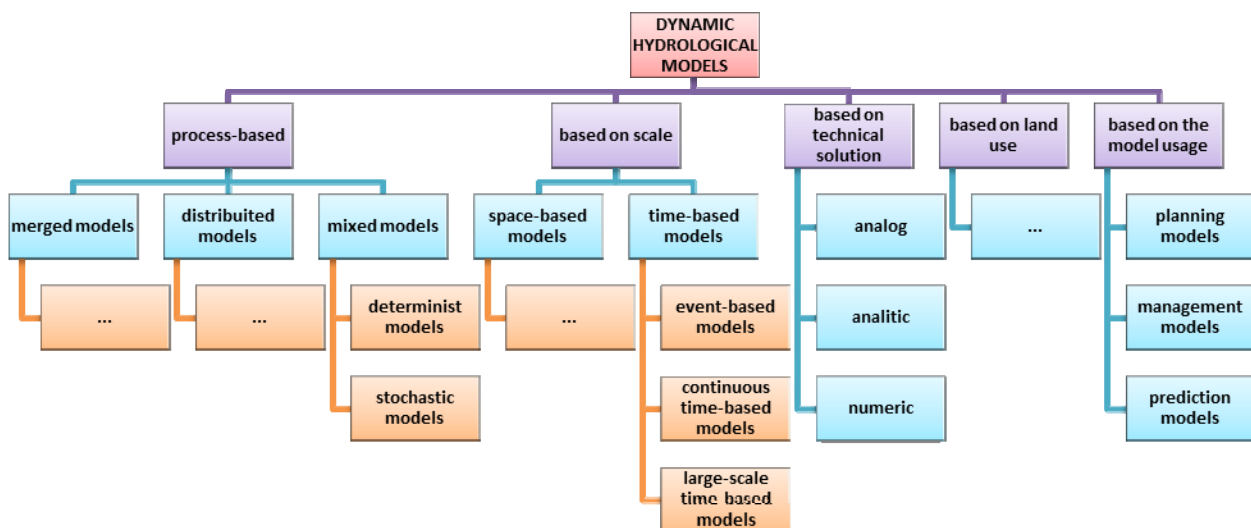 DYNAMIC
HYDROLOGICAL
MODELS
process-based
based on scale
based on
technical
solution
based on land
use
based on the
model usage
merged models
distribuited
models
mixed models
space-based
models
time-based
models
analog
...
planning
models
...
...
determinist
models
...
event-based
models
analitic
management
models
stochastic
models
continuous
time-based
models
numeric
prediction
models
large-scale
time-based
models